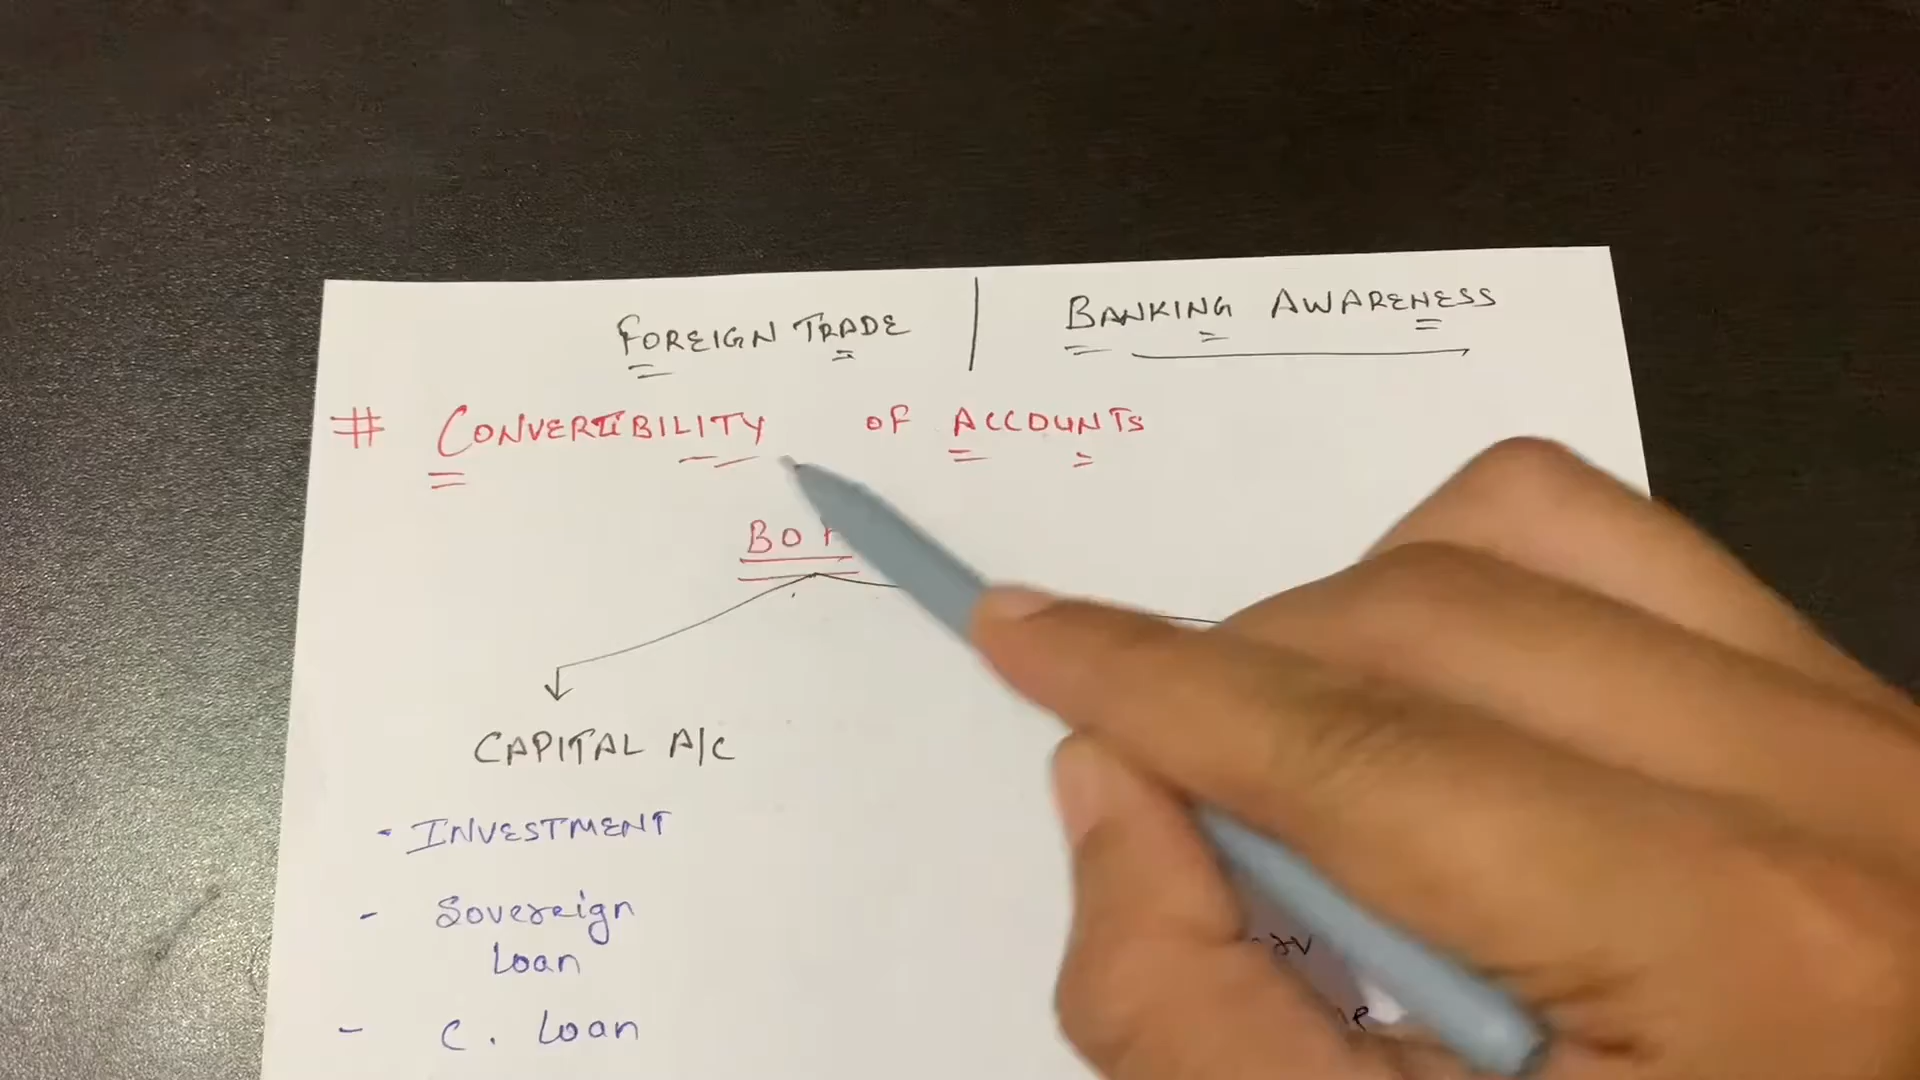 FOREIGN TRADE | BANKING AWARENESS
# CONVERTIBILITY OF ACCOUNTS
CAPITAL A/C
- INVESTMENT
- Sovereign
Loan
- C. Loan